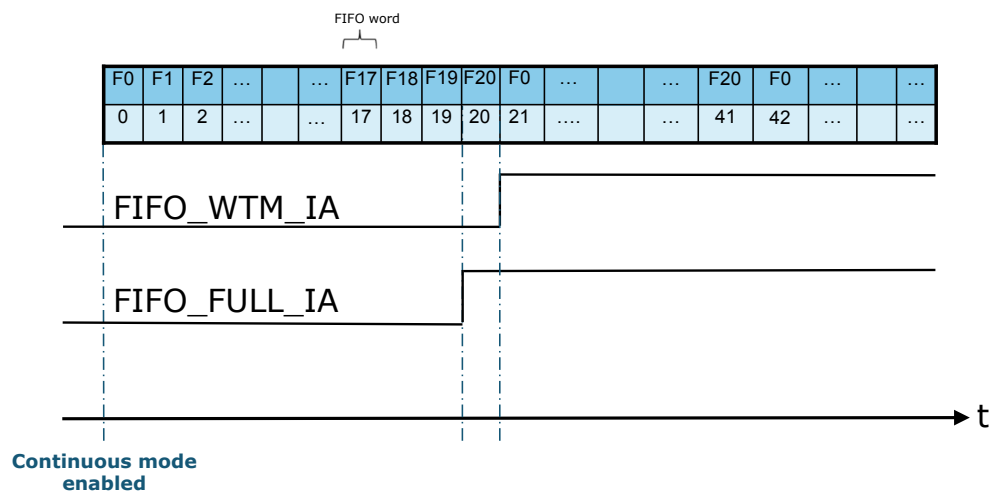 FIFO word
F0 F1 F2 … … F17 F18 F19 F20 F0 … … F20 F0 … …
0 1 2 … … 17 18 19 20 21 …. … 41 42 … …
FIFO_WTM_IA
FIFO_FULL_IA
t
Continuous mode
enabled